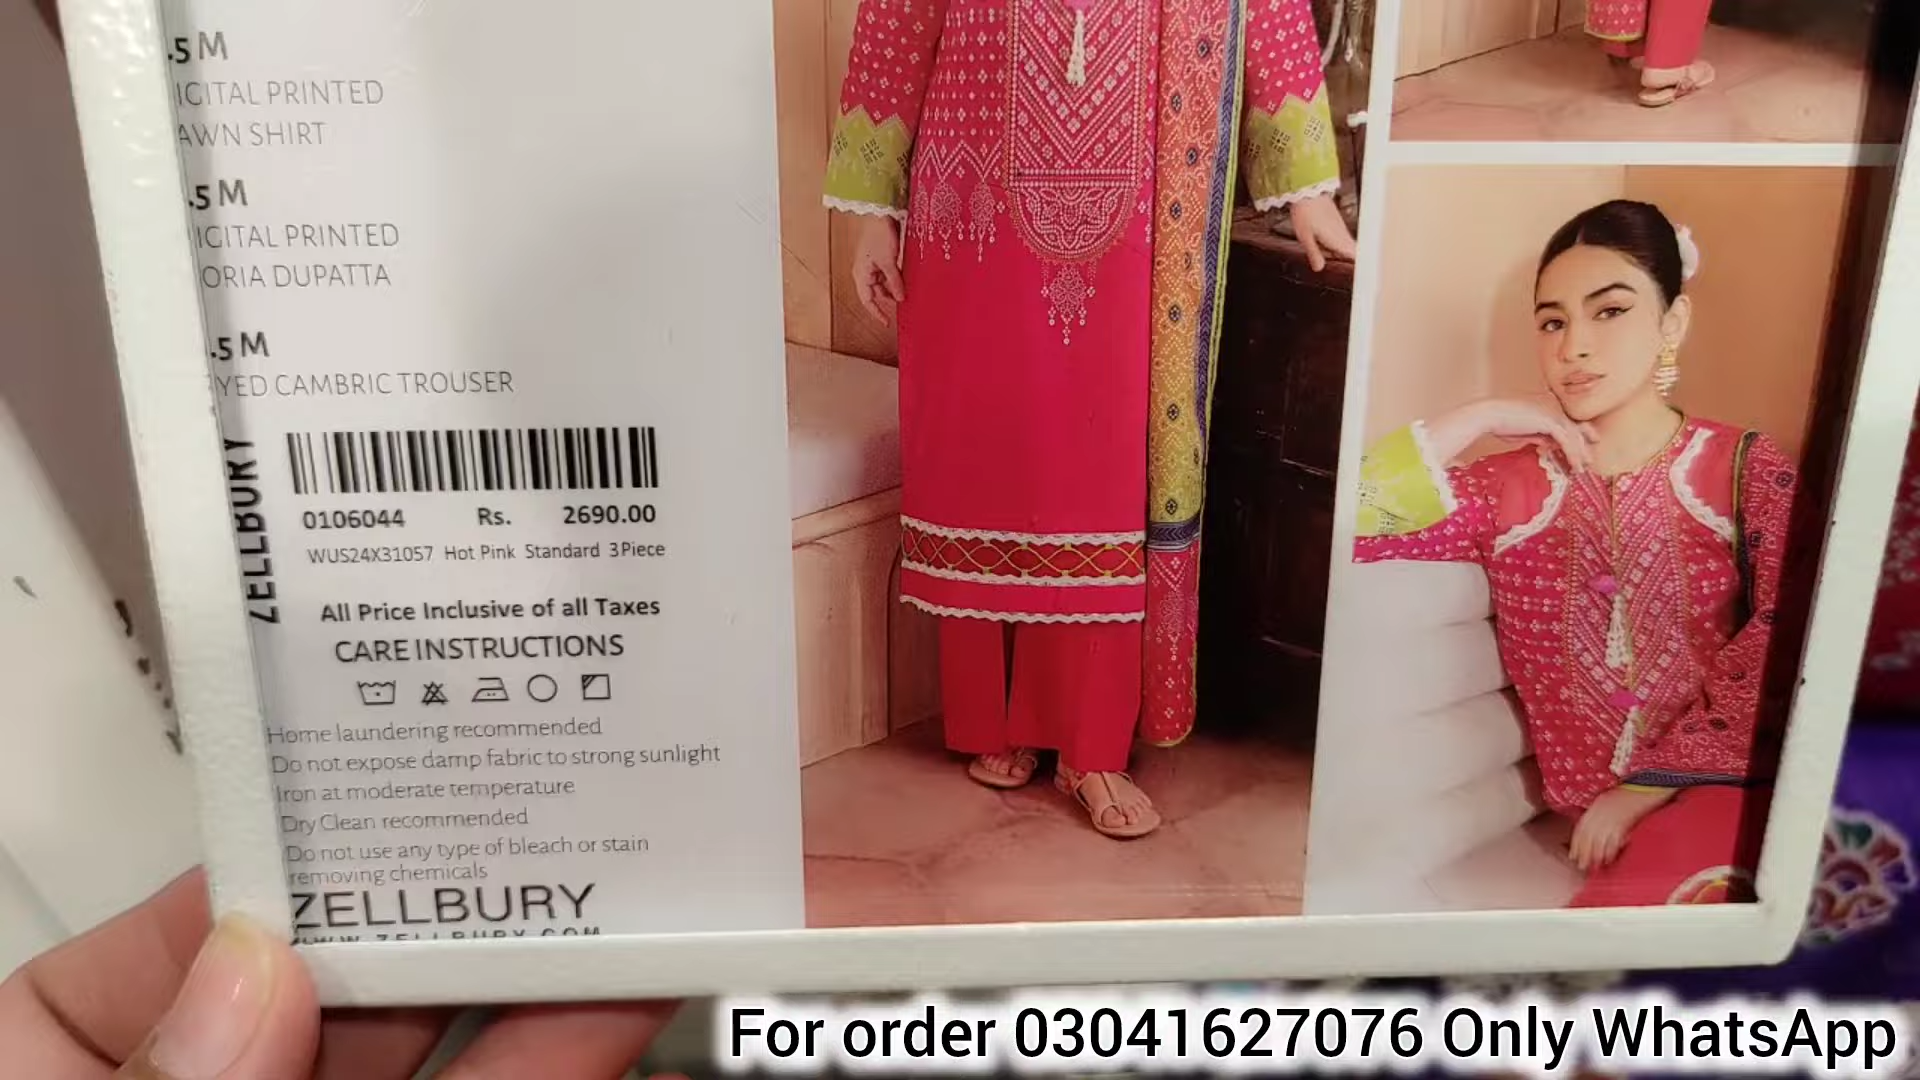 .5 M
IGITAL PRINTED
AWN SHIRT
.5 M
IGITAL PRINTED
ORIA DUPATTA
.5 M
YED CAMBRIC TROUSER
ZELLBURY
0106044 Rs. 2690.00
WUS24X31057 Hot Pink Standard 3Piece
All Price Inclusive of all Taxes
CARE INSTRUCTIONS
Home laundering recommended
Do not expose damp fabric to strong sunlight
Iron at moderate temperature
Dry Clean recommended
Do not use any type of bleach or stain
removing chemicals
ZELLBURY
WWW.ZELLBURY.COM
For order 03041627076 Only WhatsApp